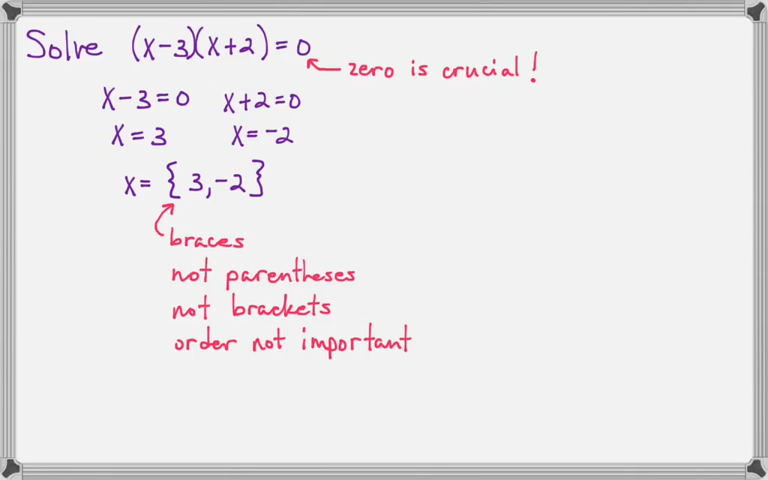 Solve (x-3)(x+2)=0
zero is crucial!
x-3=0 x+2=0
x=3 x=-2
x={3,-2}
braces
not parentheses
not brackets
order not important